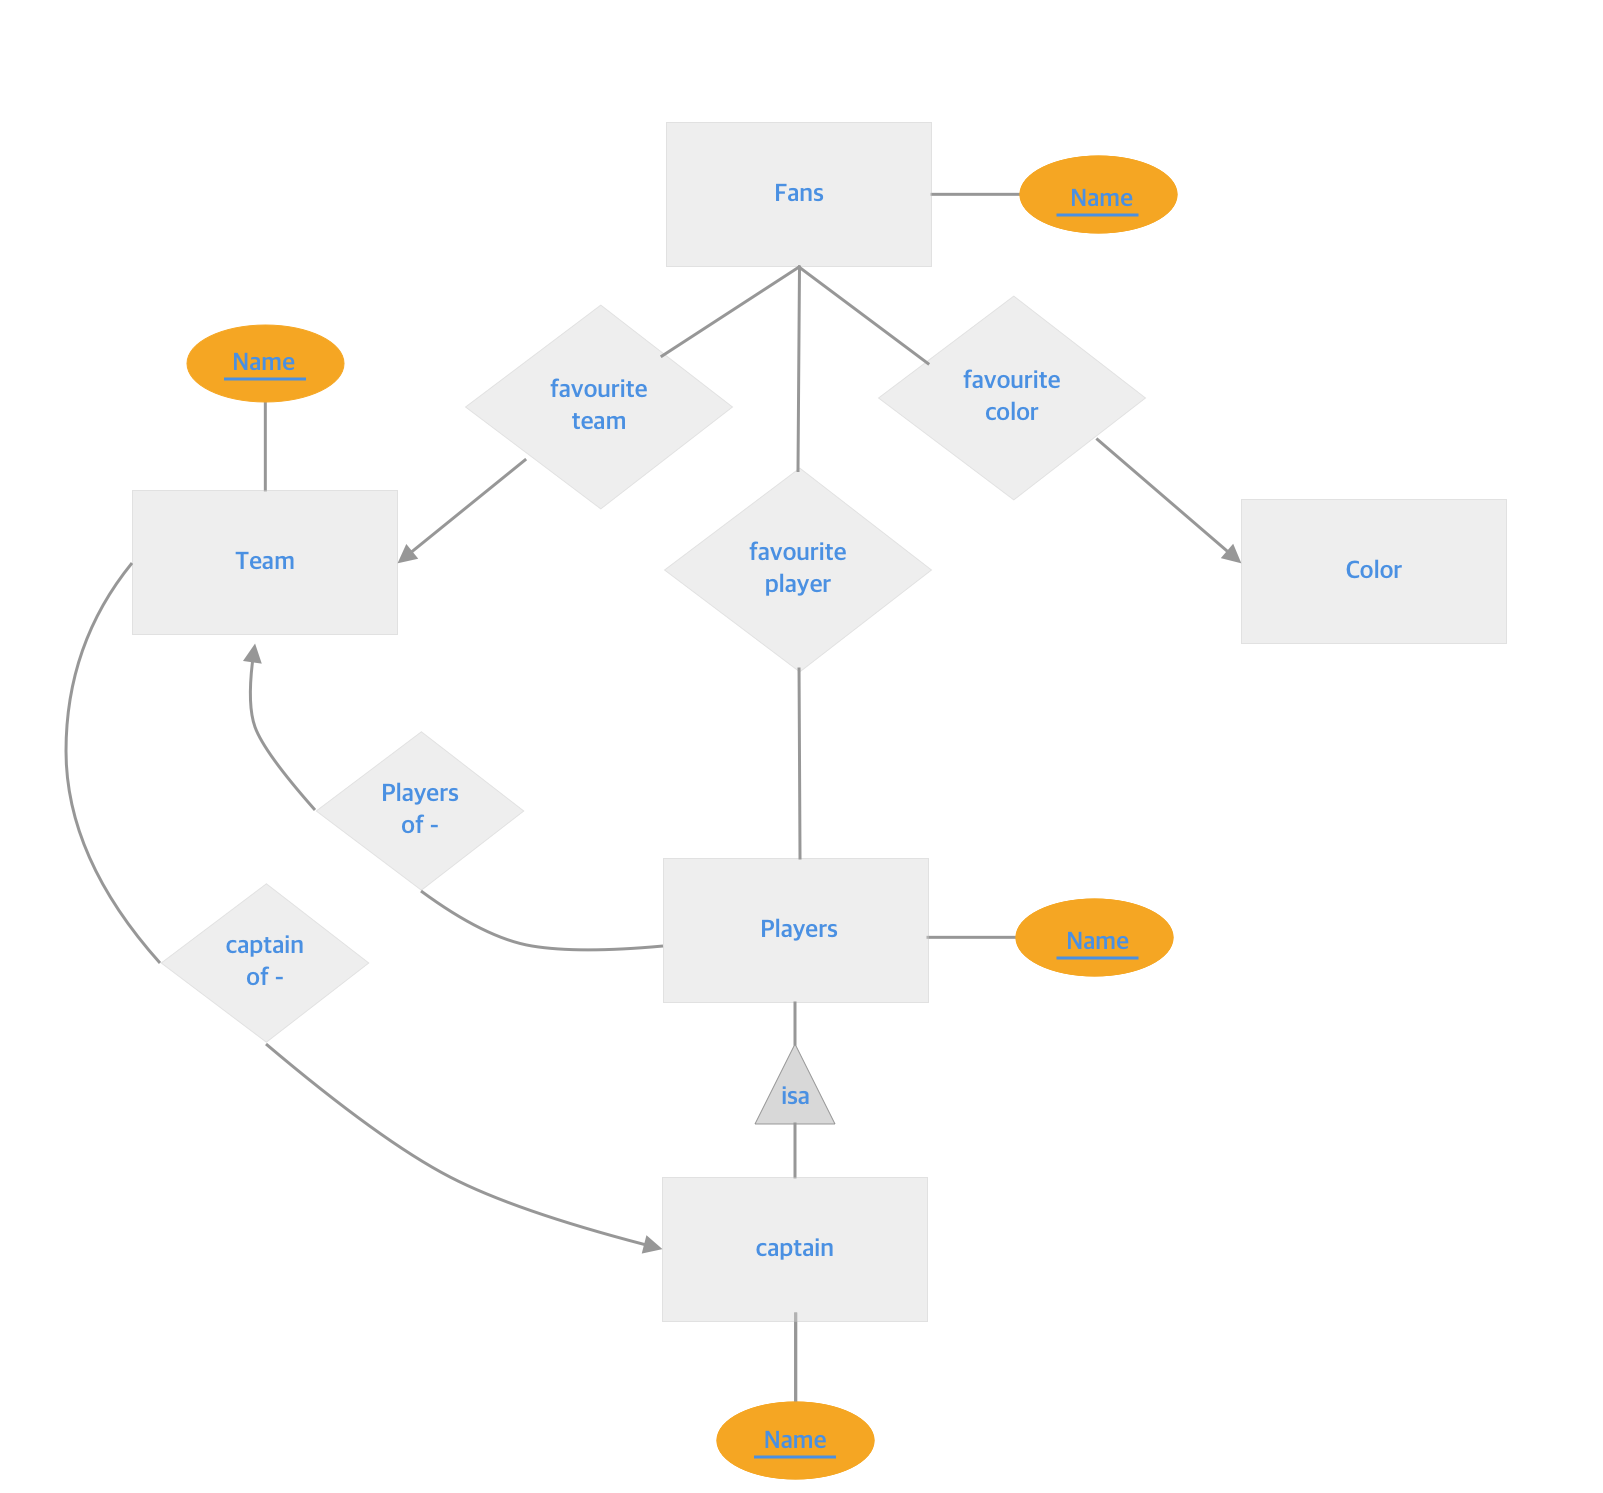 Fans
Name
Name
favourite
team
favourite
color
Team
favourite
player
Color
Players
of -
captain
of -
Players
Name
isa
captain
Name